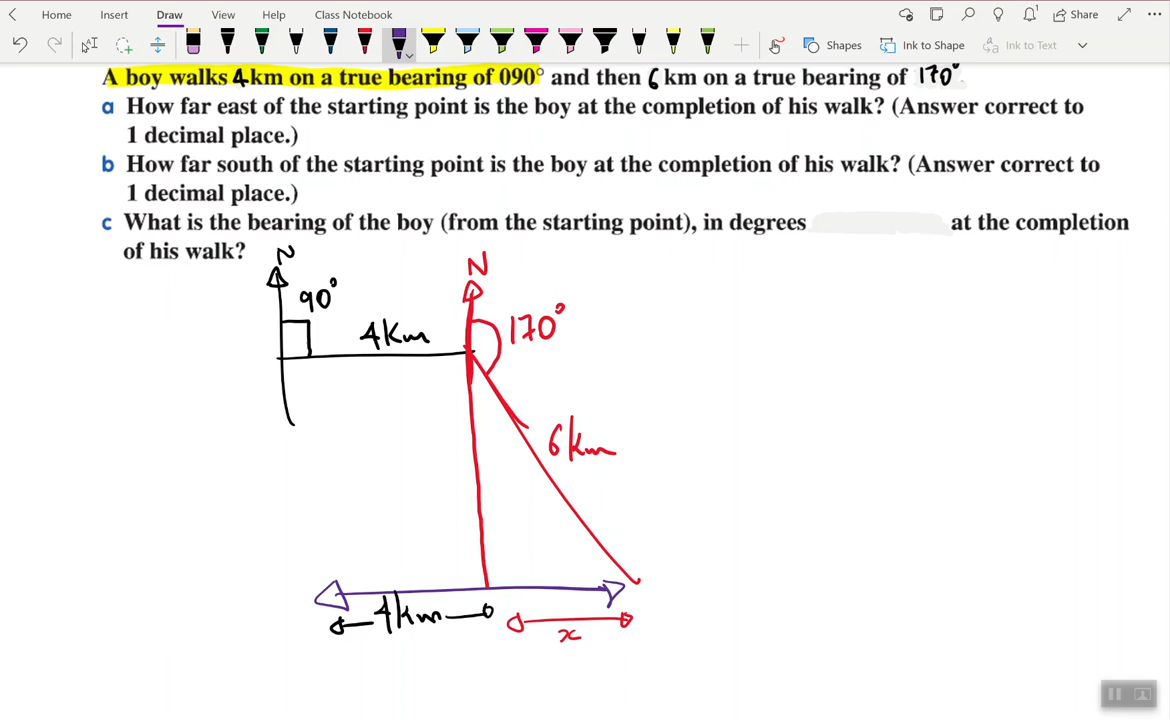 Home Insert Draw View Help Class Notebook
Share
T Shapes Ink to Shape Ink to Text
A boy walks 4km on a true bearing of 090° and then 6 km on a true bearing of 170°
a How far east of the starting point is the boy at the completion of his walk? (Answer correct to
1 decimal place.)
b How far south of the starting point is the boy at the completion of his walk? (Answer correct to
1 decimal place.)
c What is the bearing of the boy (from the starting point), in degrees at the completion
of his walk?
N N
90° 170°
4km
6km
4km
x